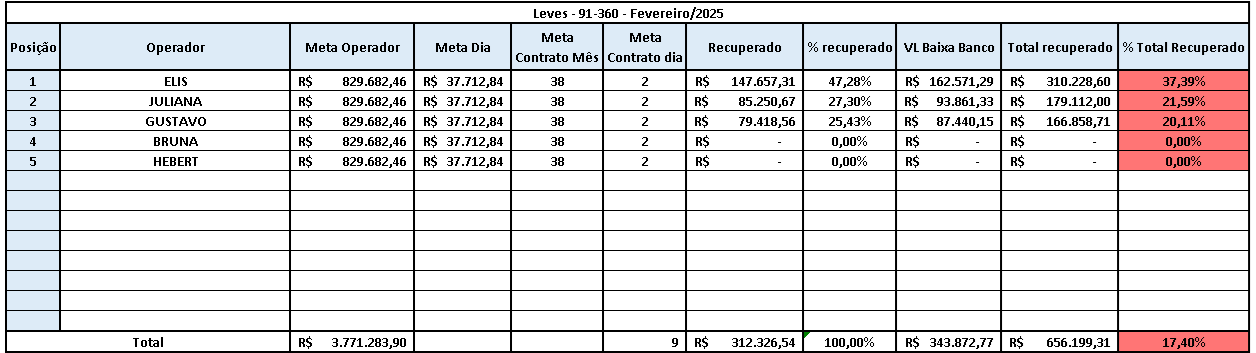 Leves - 91-360 - Fevereiro/2025
Posição Operador Meta Operador Meta Dia Meta Contrato Mês Meta Contrato dia Recuperado % recuperado VL Baixa Banco Total recuperado % Total Recuperado
1 ELIS R$ 829.682,46 R$ 37.712,84 38 2 R$ 147.657,31 47,28% R$ 162.571,29 R$ 310.228,60 37,39%
2 JULIANA R$ 829.682,46 R$ 37.712,84 38 2 R$ 85.250,67 27,30% R$ 93.861,33 R$ 179.112,00 21,59%
3 GUSTAVO R$ 829.682,46 R$ 37.712,84 38 2 R$ 79.418,56 25,43% R$ 87.440,15 R$ 166.858,71 20,11%
4 BRUNA R$ 829.682,46 R$ 37.712,84 38 2 R$ - 0,00% R$ - R$ - 0,00%
5 HEBERT R$ 829.682,46 R$ 37.712,84 38 2 R$ - 0,00% R$ - R$ - 0,00%
Total R$ 3.771.283,90 9 R$ 312.326,54 100,00% R$ 343.872,77 R$ 656.199,31 17,40%